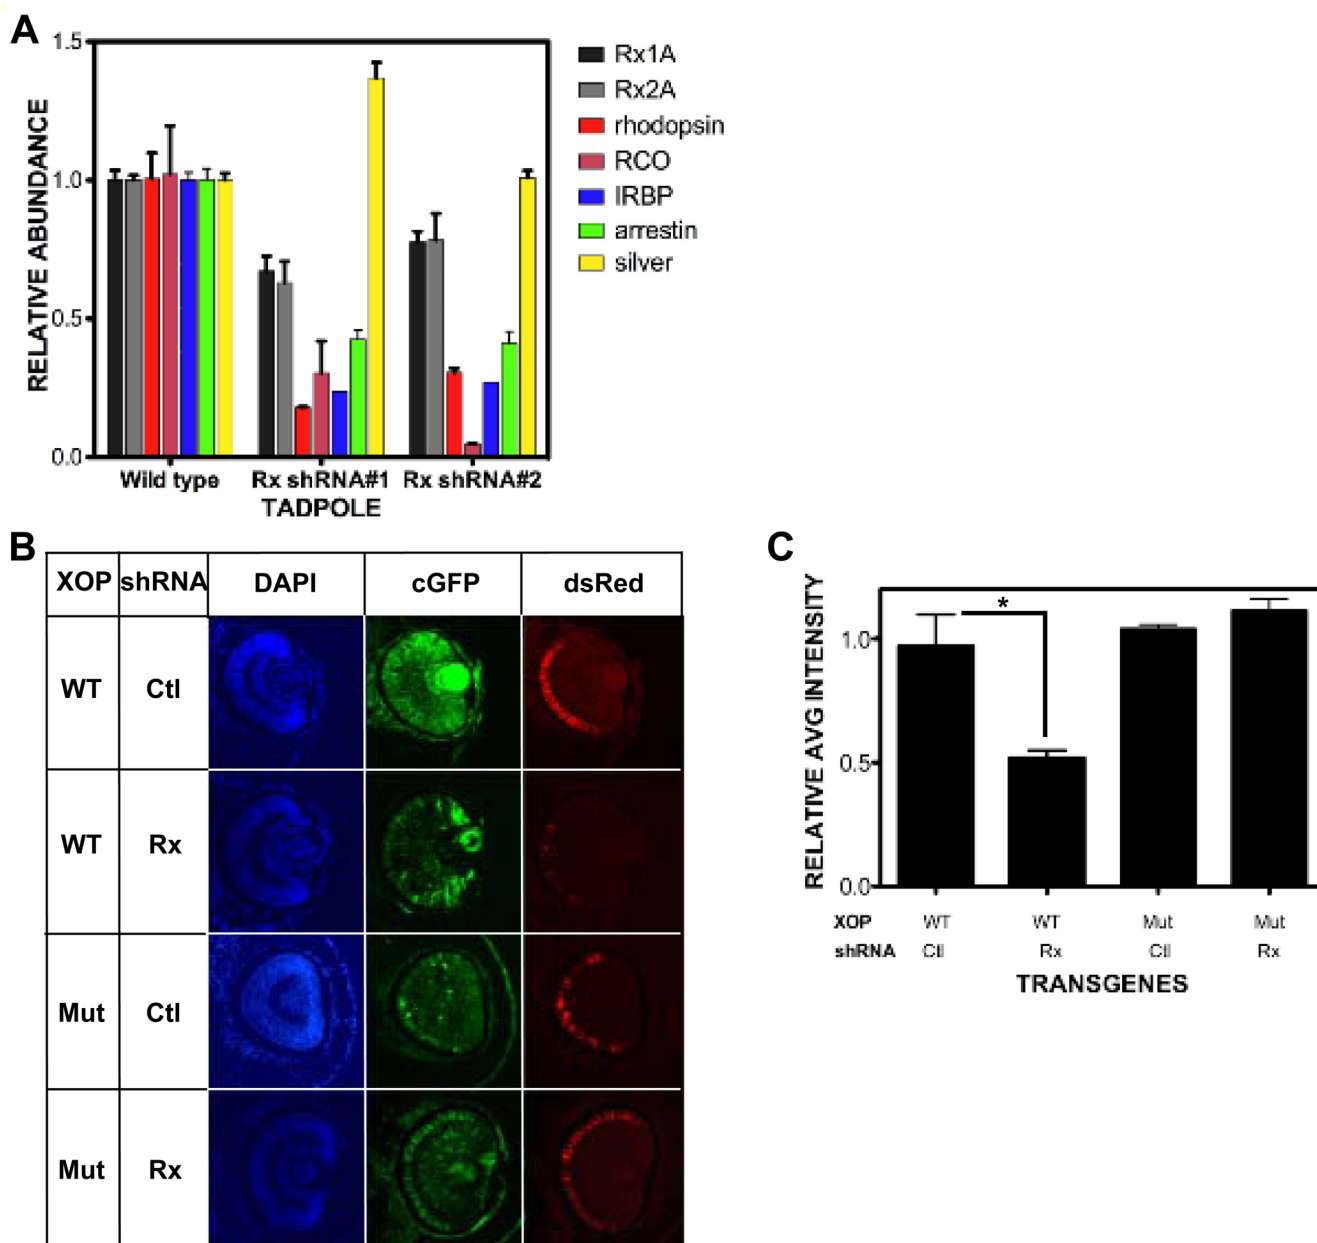 A
1.5
1.0
0.5
0.0
RELATIVE ABUNDANCE
Wild type Rx shRNA#1 Rx shRNA#2
TADPOLE
Rx1A
Rx2A
rhodopsin
RCO
IRBP
arrestin
silver
B
XOP shRNA DAPI cGFP dsRed
WT Ctl
WT Rx
Mut Ctl
Mut Rx
C
RELATIVE AVG INTENSITY
1.0
0.5
0.0
*
XOP WT WT Mut Mut
shRNA Ctl Rx Ctl Rx
TRANSGENES